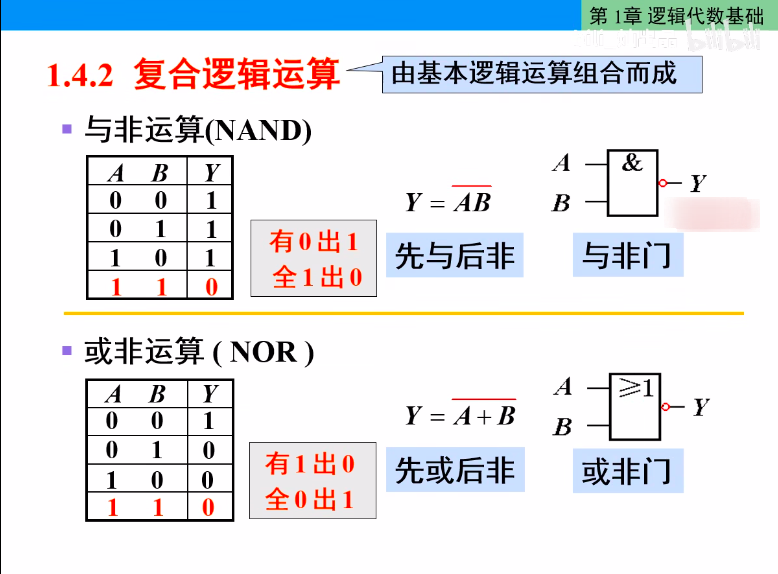 第 1章 逻辑代数基础
bilibili
1.4.2 复合逻辑运算
由基本逻辑运算组合而成
与非运算(NAND)
A B Y
0 0 1
0 1 1
1 0 1
1 1 0
有0出1
全1出0
Y = \overline{AB}
先与后非
A
B
&
Y
与非门
或非运算 ( NOR )
A B Y
0 0 1
0 1 0
1 0 0
1 1 0
有1出0
全0出1
Y = \overline{A+B}
先或后非
A
B
≥1
Y
或非门